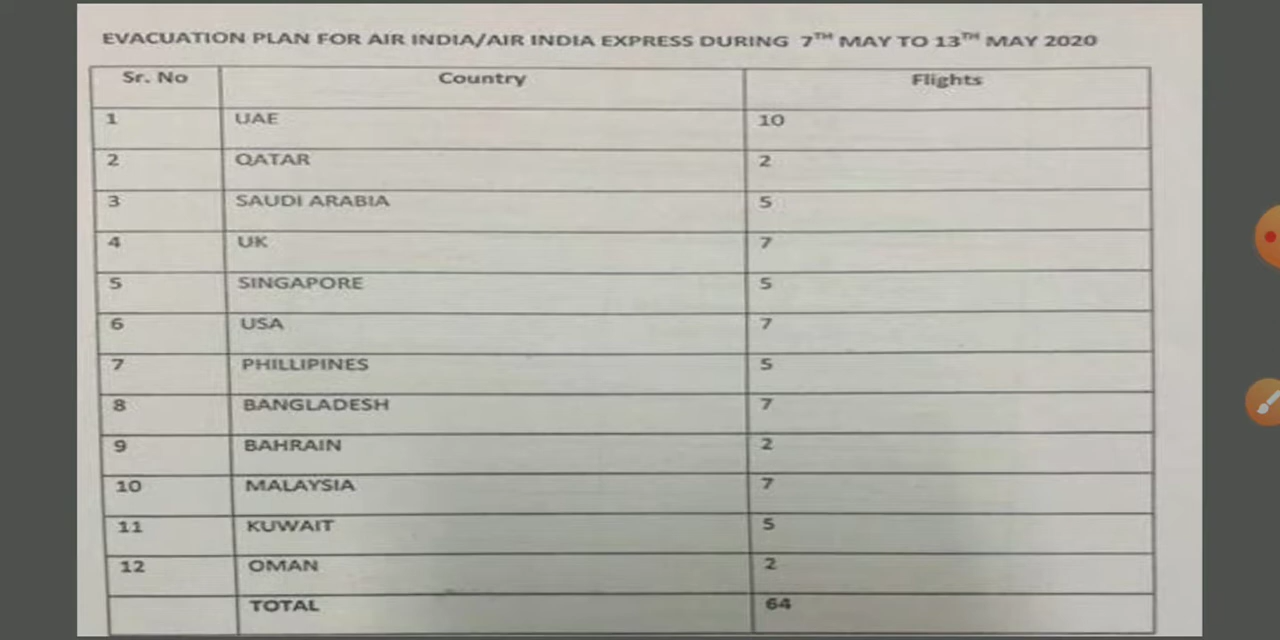 EVACUATION PLAN FOR AIR INDIA/AIR INDIA EXPRESS DURING 7TH MAY TO 13TH MAY 2020
Sr. No Country Flights
1 UAE 10
2 QATAR 2
3 SAUDI ARABIA 5
4 UK 7
5 SINGAPORE 5
6 USA 7
7 PHILLIPINES 5
8 BANGLADESH 7
9 BAHRAIN 2
10 MALAYSIA 7
11 KUWAIT 5
12 OMAN 2
TOTAL 64